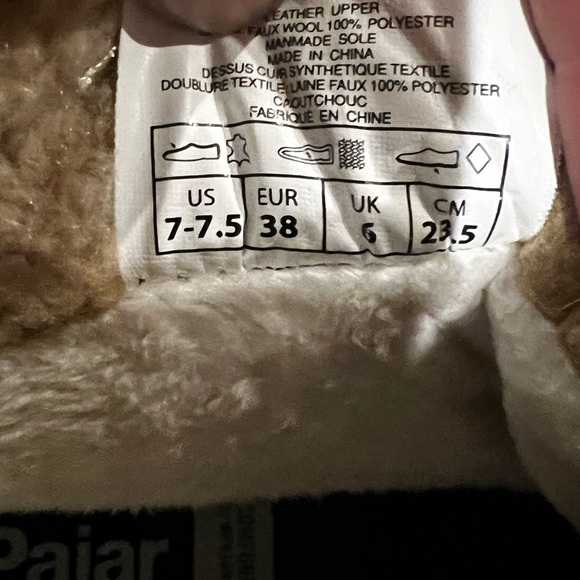 LEATHER UPPER
FAUX WOOL 100% POLYESTER
MANMADE SOLE
MADE IN CHINA
DESSUS CUIR SYNTHETIQUE TEXTILE
DOUBLURE TEXTILE LAINE FAUX 100% POLYESTER
CAOUTCHOUC
FABRIQUÉ EN CHINE
US EUR UK CM
7-7.5 38 6 23.5
Pajar